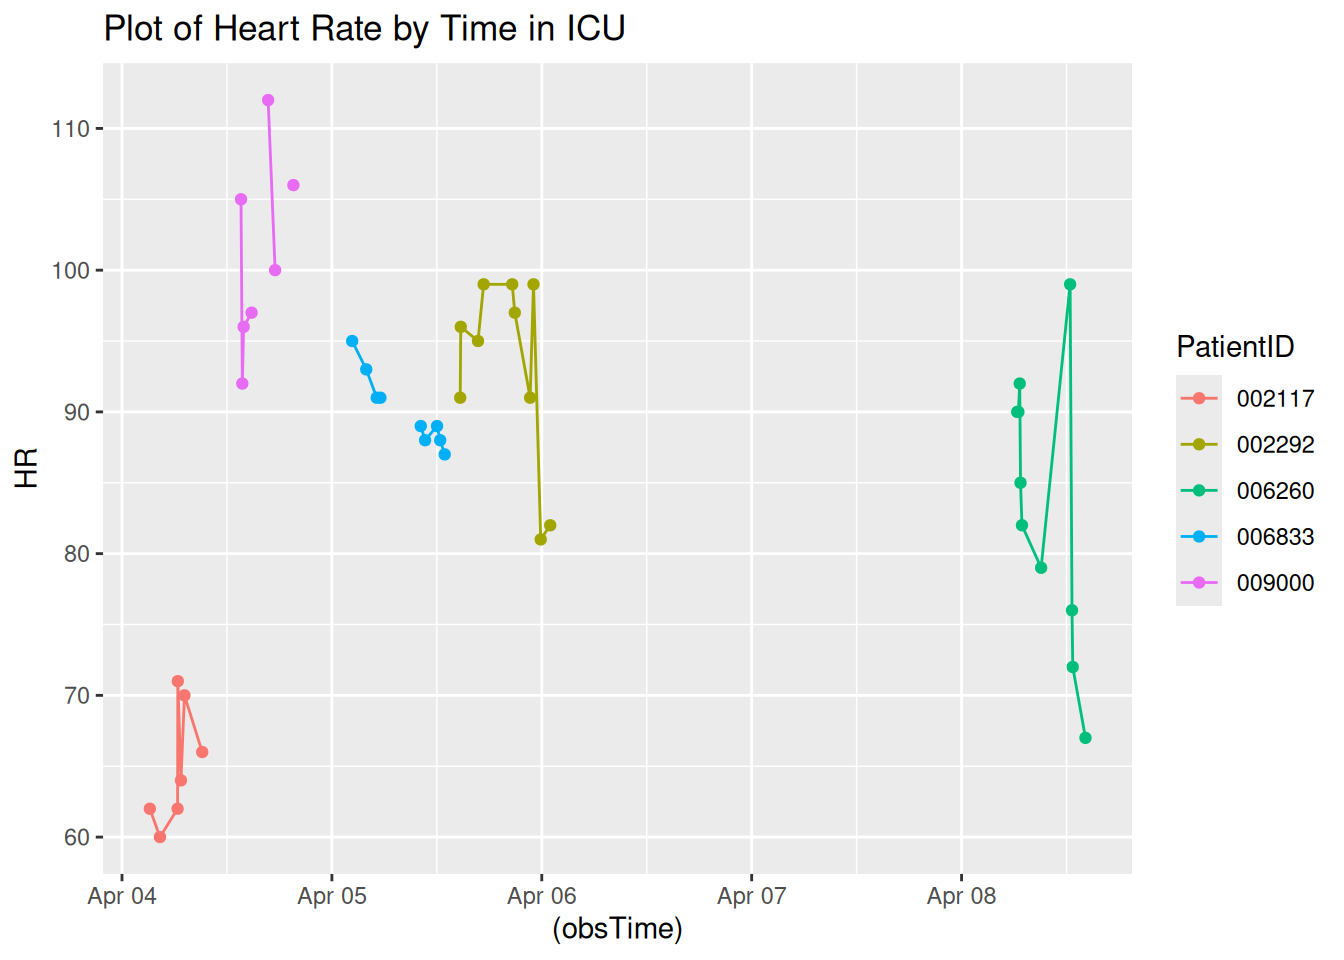 Plot of Heart Rate by Time in ICU
110
100
90
80
70
60
HR
Apr 04 Apr 05 Apr 06 Apr 07 Apr 08
(obsTime)
PatientID
002117
002292
006260
006833
009000